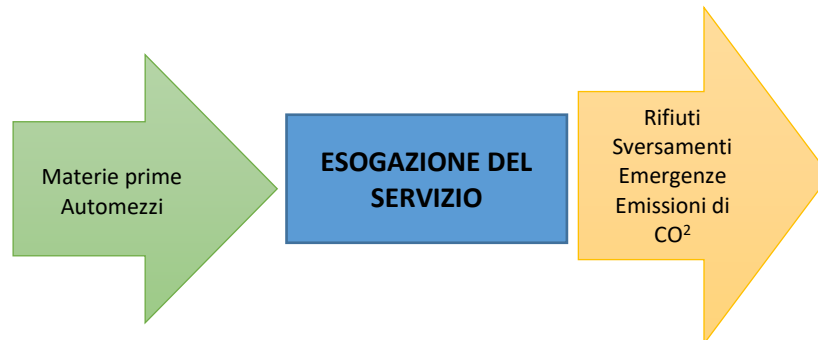 Materie prime
Automezzi
ESOGAZIONE DEL
SERVIZIO
Rifiuti
Sversamenti
Emergenze
Emissioni di
CO²